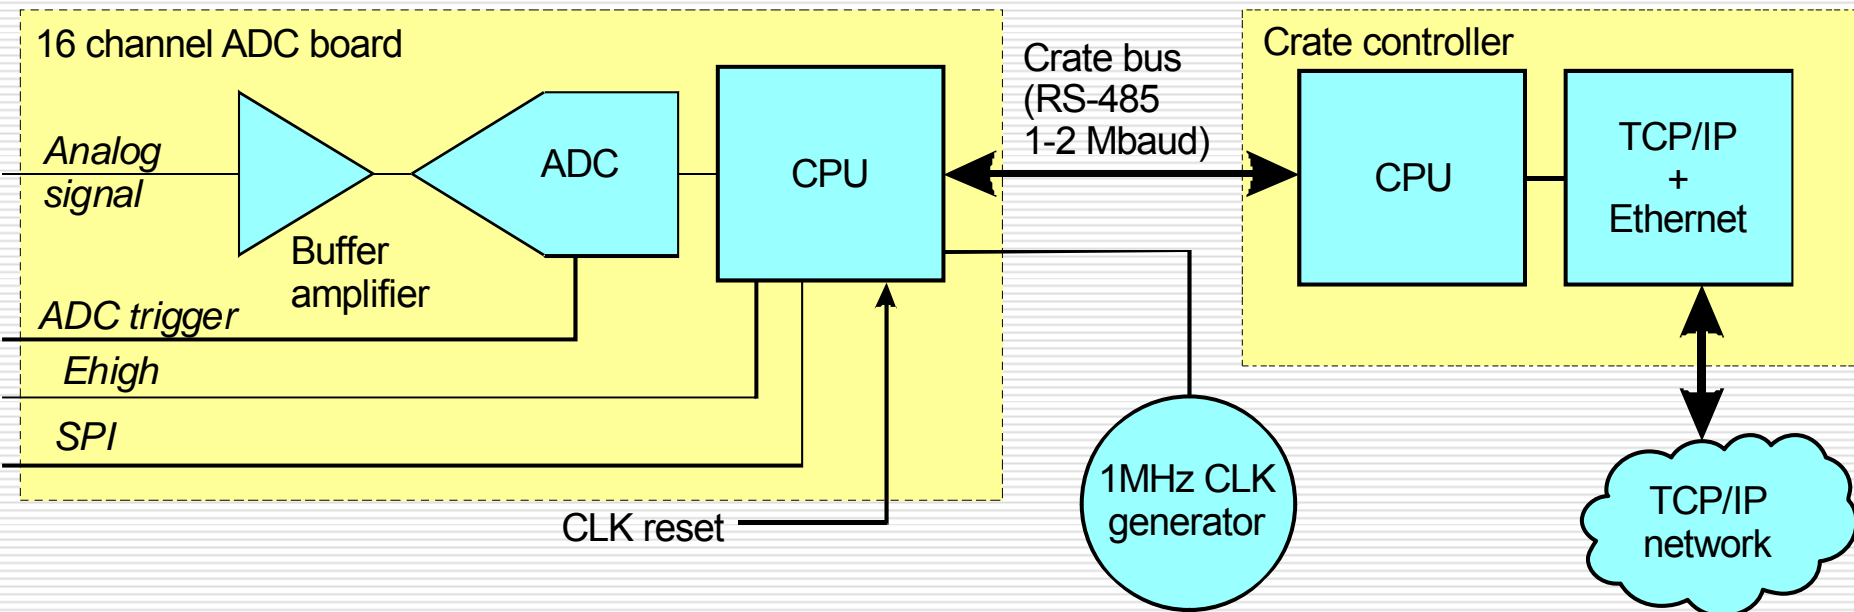 16 channel ADC board
Analog
signal
Buffer
amplifier
ADC
CPU
ADC trigger
Ehigh
SPI
CLK reset
Crate bus
(RS-485
1-2 Mbaud)
1MHz CLK
generator
Crate controller
CPU
TCP/IP
+
Ethernet
TCP/IP
network